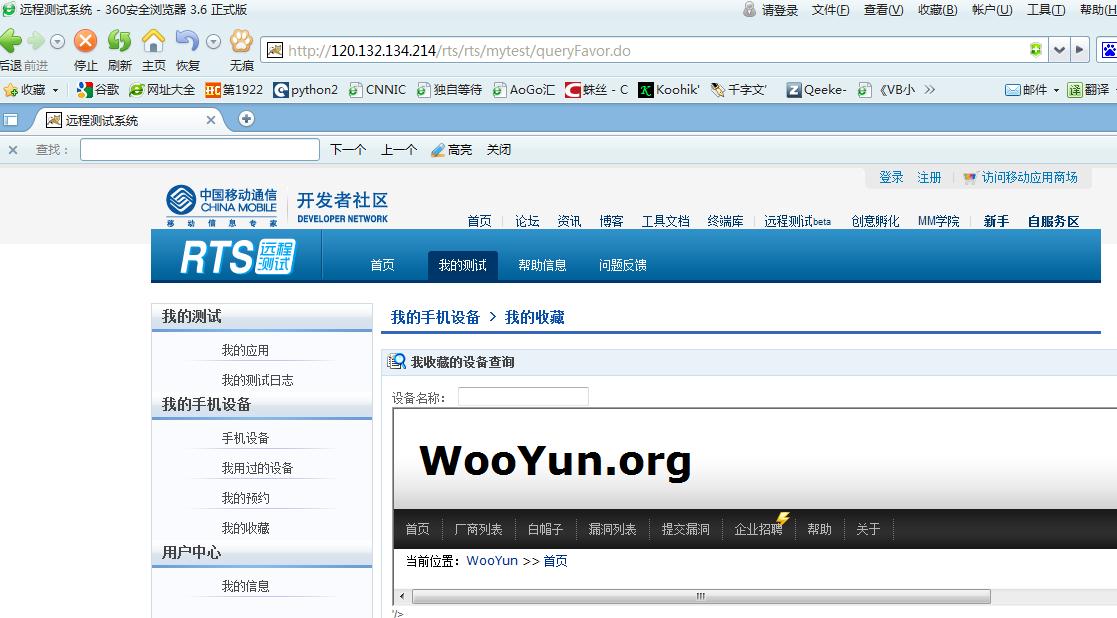 远程测试系统 - 360安全浏览器 3.6 正式版
请登录 文件(F) 查看(V) 收藏(B) 帐户(U) 工具(T) 帮助(H
后退 前进 停止 刷新 主页 恢复 无痕
http://120.132.134.214/rts/rts/mytest/queryFavor.do
收藏 谷歌 网址大全 第1922 python2 CNNIC 独自等待 AoGo汇 蛛丝 - C Koohik' 千字文' Qeeke- 《VB小 >> 邮件 翻译
远程测试系统
查找： 下一个 上一个 高亮 关闭
登录 注册 访问移动应用商场
中国移动通信
CHINA MOBILE
移动信息专家
开发者社区
DEVELOPER NETWORK
首页 论坛 资讯 博客 工具文档 终端库 远程测试beta 创意孵化 MM学院 新手 自服务区
RTS 远程测试
首页 我的测试 帮助信息 问题反馈
我的测试
我的应用
我的测试日志
我的手机设备
手机设备
我用过的设备
我的预约
我的收藏
用户中心
我的信息
我的手机设备 > 我的收藏
我收藏的设备查询
设备名称：
WooYun.org
首页 厂商列表 白帽子 漏洞列表 提交漏洞 企业招聘 帮助 关于
当前位置：WooYun >> 首页
'/>